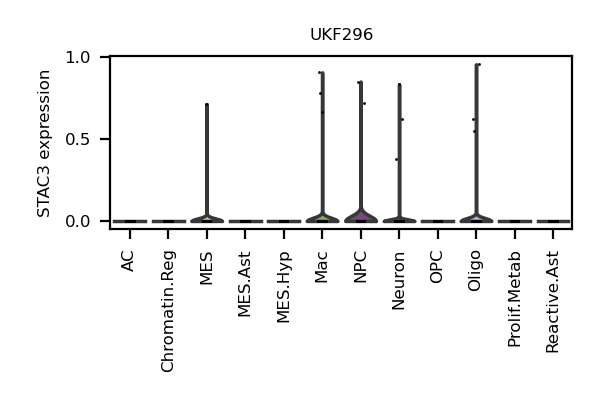 UKF296
STAC3 expression
1.0
0.5
0.0
AC
Chromatin.Reg
MES
MES.Ast
MES.Hyp
Mac
NPC
Neuron
OPC
Oligo
Prolif.Metab
Reactive.Ast